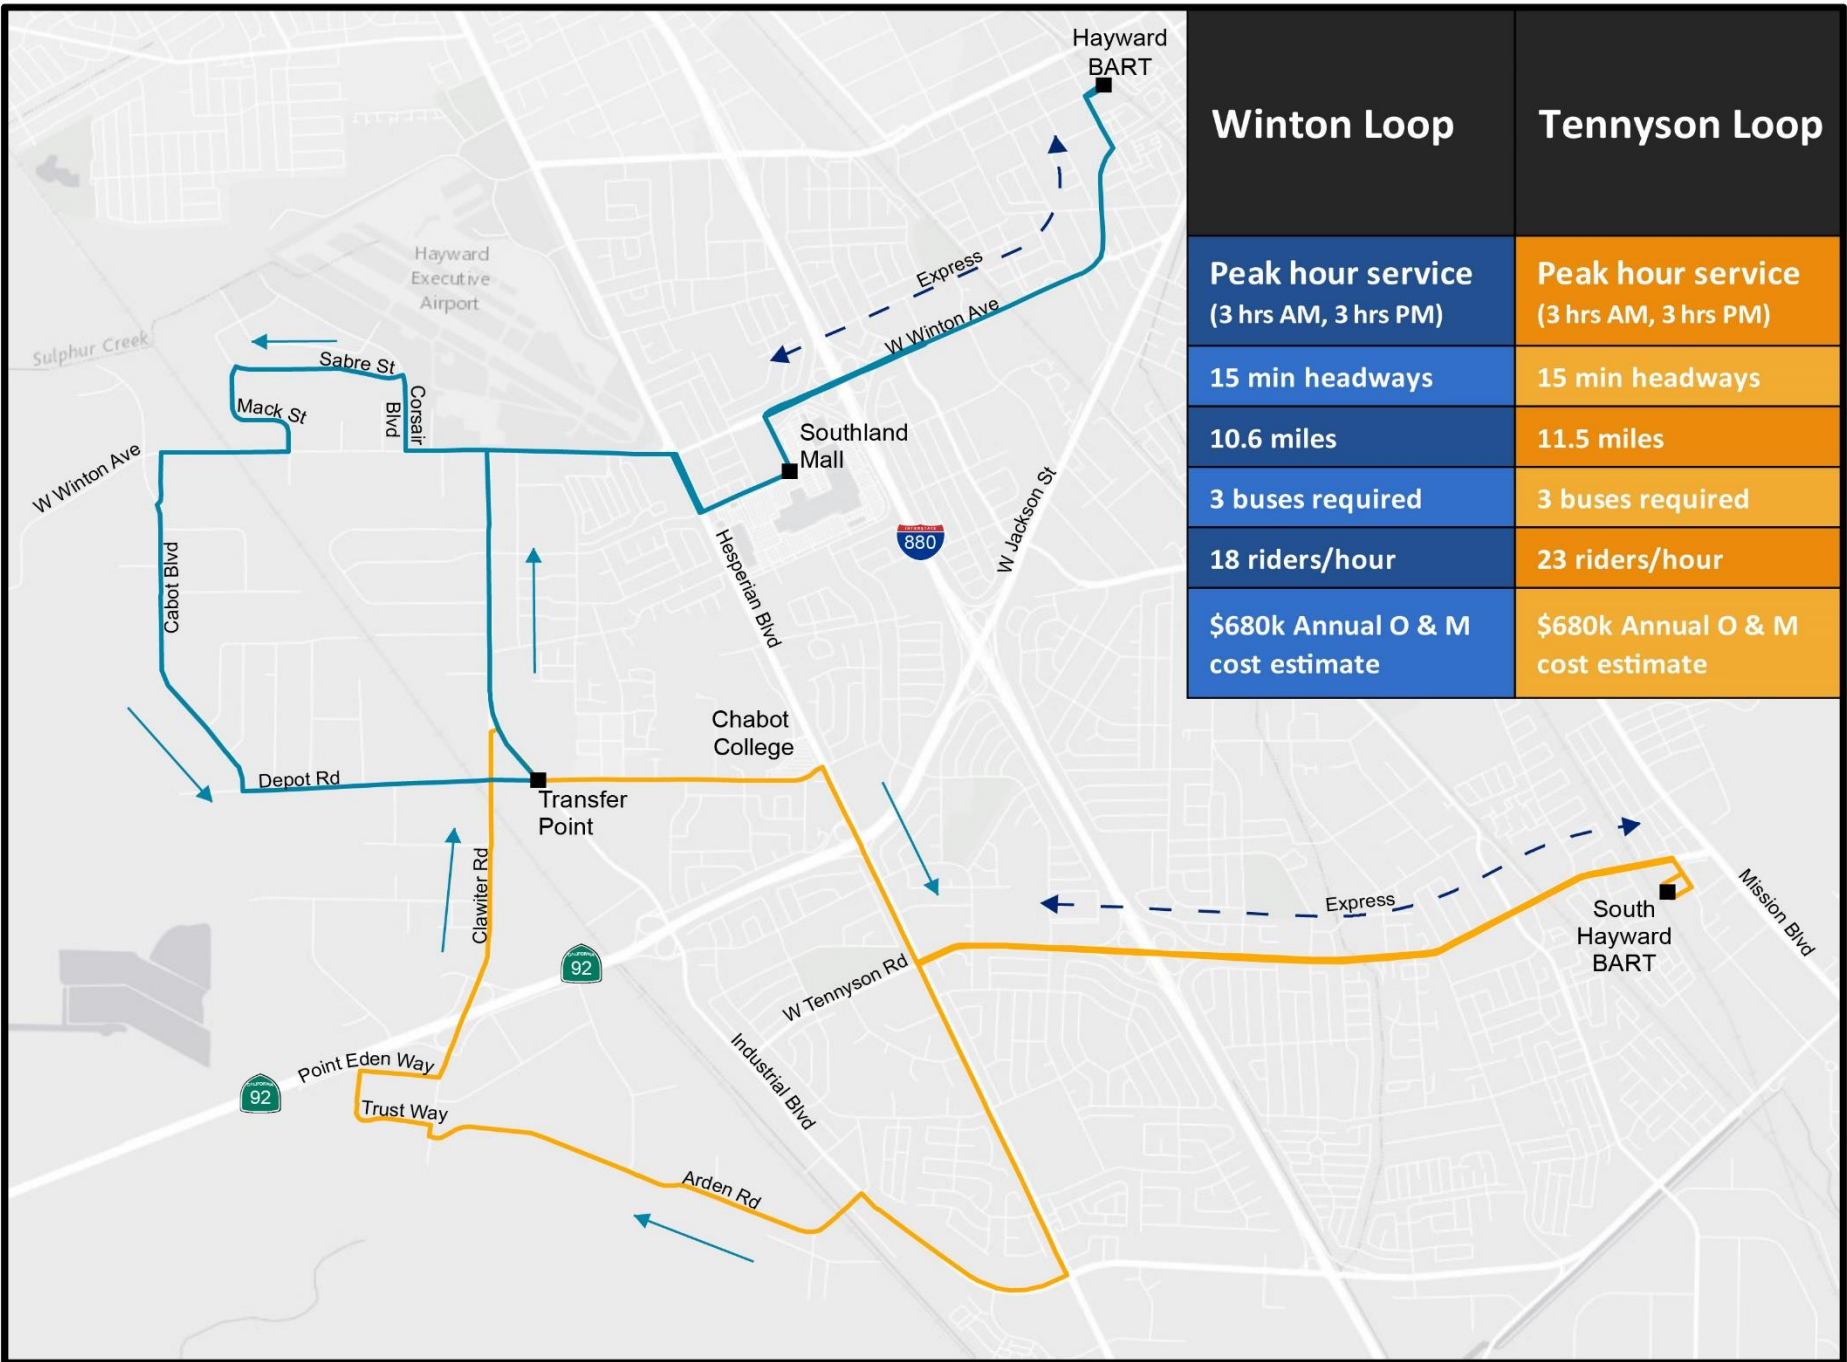 Hayward
BART
Winton Loop
Tennyson Loop
Peak hour service
(3 hrs AM, 3 hrs PM)
Peak hour service
(3 hrs AM, 3 hrs PM)
15 min headways
15 min headways
10.6 miles
11.5 miles
3 buses required
3 buses required
18 riders/hour
23 riders/hour
$680k Annual O & M
cost estimate
$680k Annual O & M
cost estimate
Hayward
Executive
Airport
Express
W Winton Ave
Sulphur Creek
Sabre St
Mack St
Corsair
Blvd
Southland
Mall
W Winton Ave
W Jackson St
INTERSTATE
880
Hesperian Blvd
Cabot Blvd
Chabot
College
Depot Rd
Transfer
Point
Clawiter Rd
Express
South
Hayward
BART
Mission Blvd
CALIFORNIA
92
W Tennyson Rd
Industrial Blvd
Point Eden Way
CALIFORNIA
92
Trust Way
Arden Rd